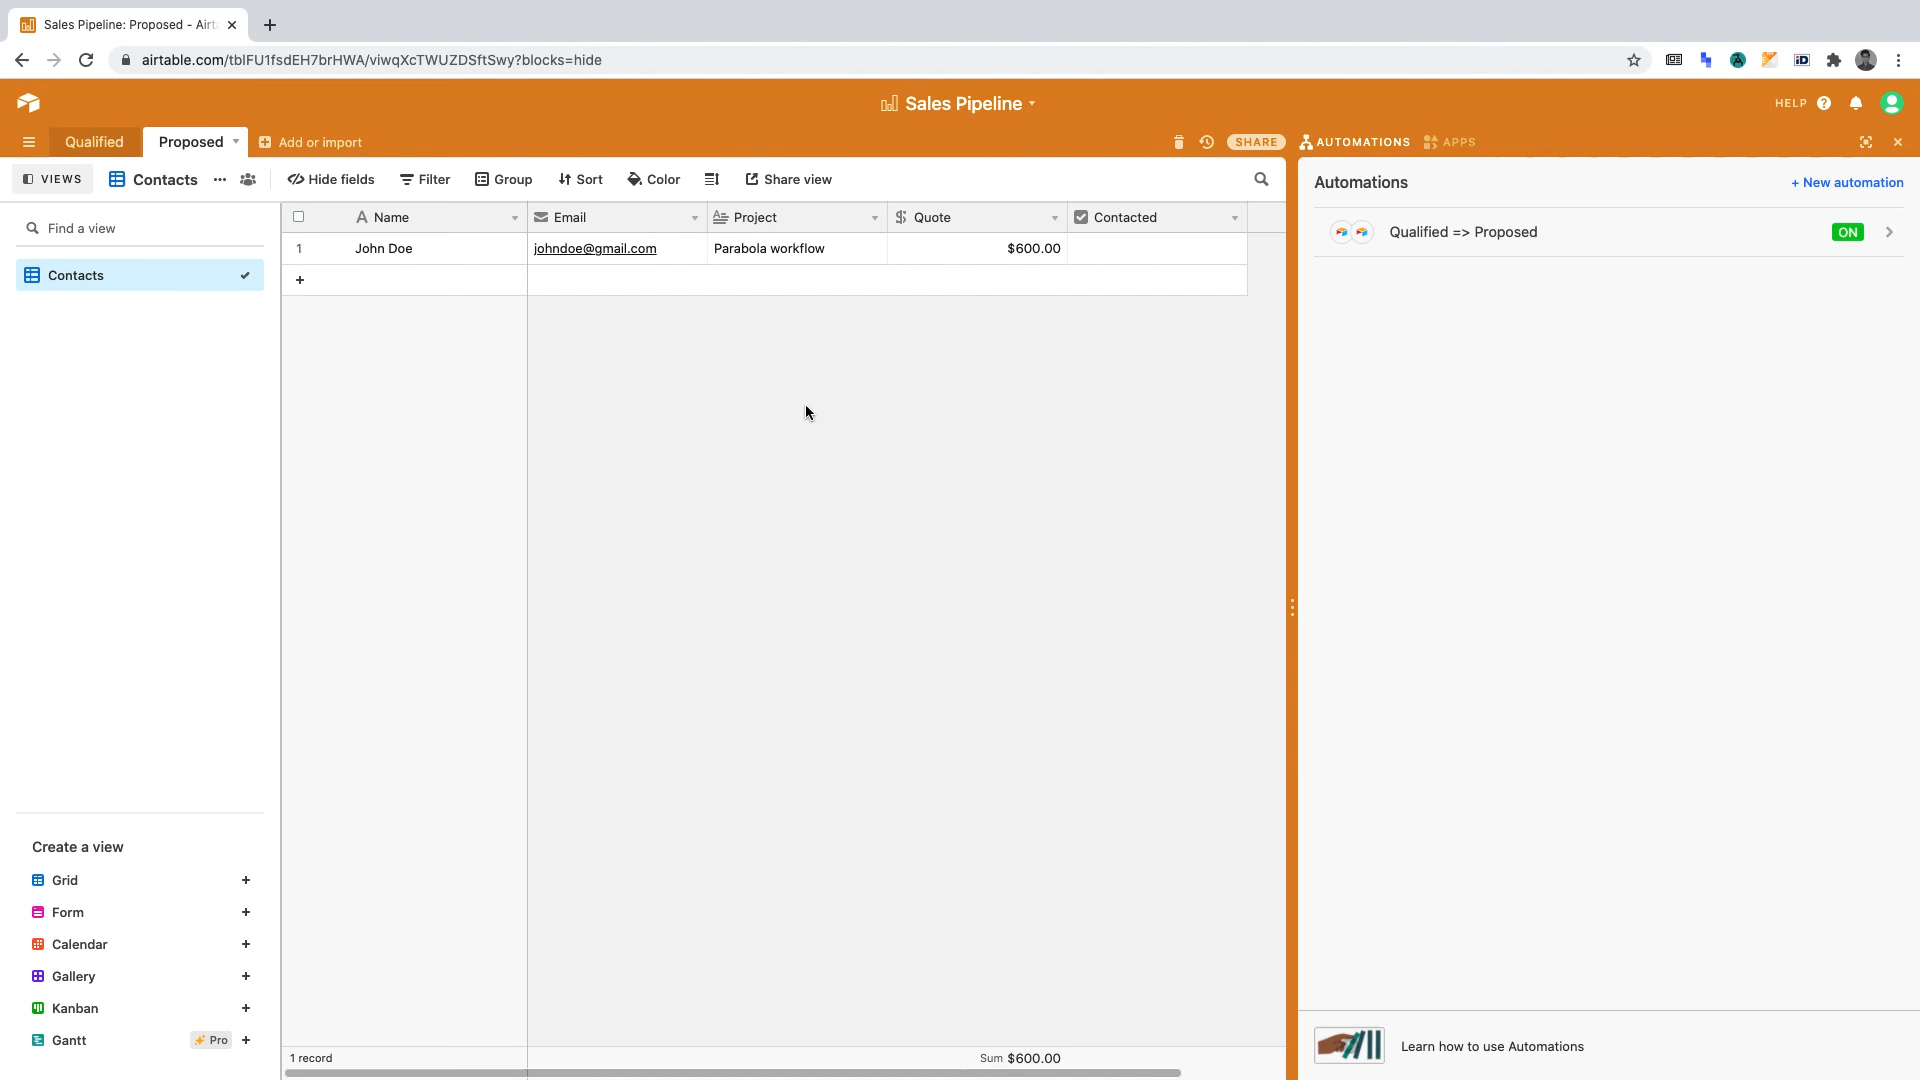 Sales Pipeline: Proposed - Airt
airtable.com/tblFU1fsdEH7brHWA/viwqXcTWUZDSftSwy?blocks=hide
Sales Pipeline
HELP
Qualified
Proposed
Add or import
SHARE
AUTOMATIONS
APPS
VIEWS
Contacts
Hide fields
Filter
Group
Sort
Color
Share view
Automations
+ New automation
Find a view
Name
Email
Project
Quote
Contacted
Qualified => Proposed
ON
1
John Doe
johndoe@gmail.com
Parabola workflow
$600.00
Contacts
Create a view
Grid
Form
Calendar
Gallery
Kanban
Gantt
Pro
1 record
Sum $600.00
Learn how to use Automations